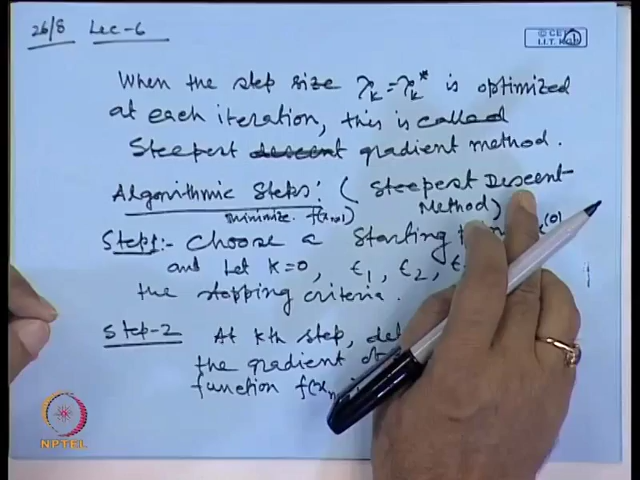 26/8 Lec-6
© CET
I.I.T. KGP
When the step size λk = λk* is optimized
at each iteration, this is called
Steepest descent gradient method.
Algorithmic Steps: (Steepest Descent
Method)
minimize f(x
Step1:- Choose a Starting x(0)
and let k=0, ϵ1, ϵ2,
the stopping criteria.
Step-2 At kth step,
the gradient of
function f(x
NPTEL